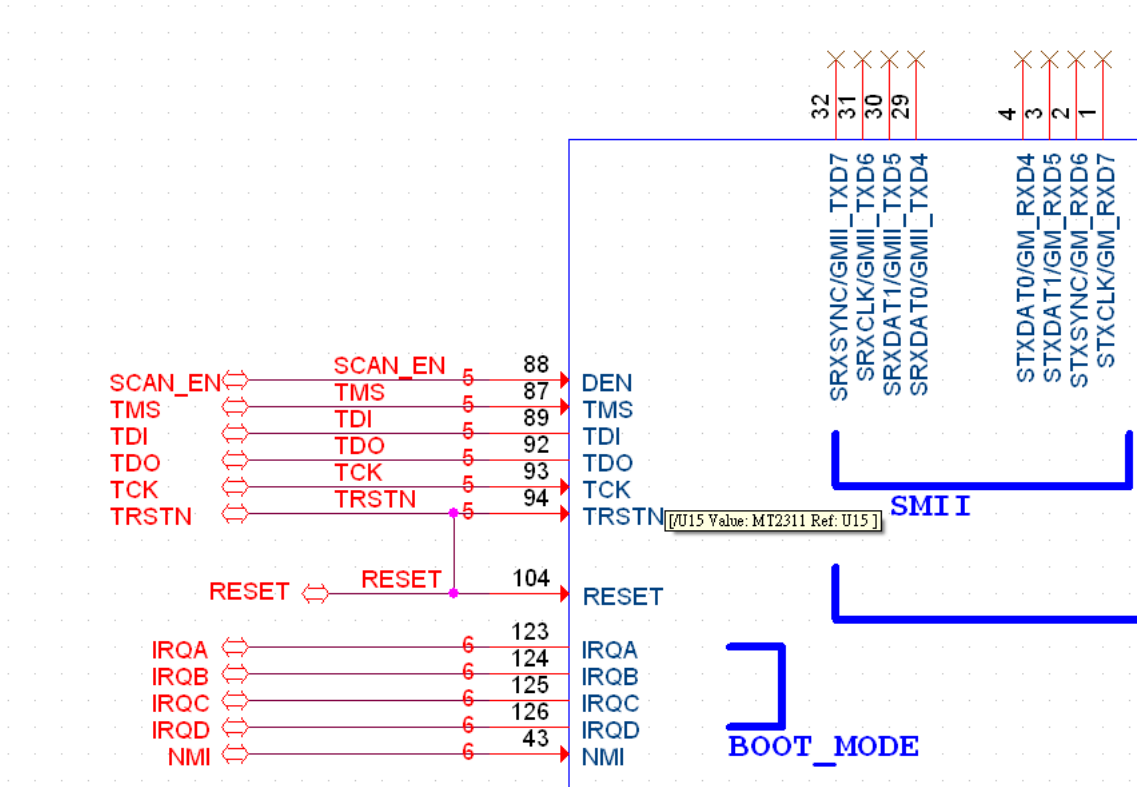 32
31
30
29
4
3
2
1
SRXSYNC/GMII_TXD7
SRXCLK/GMII_TXD6
SRXDAT1/GMII_TXD5
SRXDAT0/GMII_TXD4
STXDAT0/GM_RXD4
STXDAT1/GM_RXD5
STXSYNC/GM_RXD6
STXCLK/GM_RXD7
SCAN_EN SCAN_EN 5 88 DEN
TMS TMS 5 87 TMS
TDI TDI 5 89 TDI
TDO TDO 5 92 TDO
TCK TCK 5 93 TCK
TRSTN TRSTN 5 94 TRSTN
[/U15 Value: MT2311 Ref: U15 ]
SMII
RESET RESET 104 RESET
IRQA 6 123 IRQA
IRQB 6 124 IRQB
IRQC 6 125 IRQC
IRQD 6 126 IRQD
NMI 6 43 NMI
BOOT_MODE